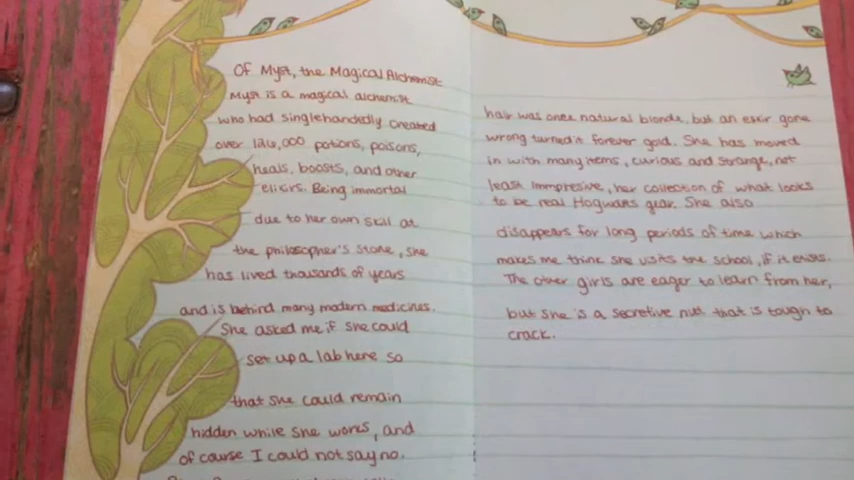 Of Myst, the Magical Alchemist
Myst is a magical alchemist
who had singlehandedly created
over 126,000 potions, poisons,
heals, boosts, and other
elixirs. Being immortal
due to her own skill at
the philosopher's stone, she
has lived thousands of years
and is behind many modern medicines.
She asked me if she could
set up a lab here so
that she could remain
hidden while she works, and
of course I could not say no.
hair was once natural blonde, but an exlir gone
wrong turned it forever gold. She has moved
in with many items, curious and strange, not
least impresive, her collection of what looks
to be real Hogwarts gear. She also
disappears for long periods of time which
makes me think she visits the school, if it exists.
The other girls are eager to learn from her,
but she is a secretive nut that is tough to
crack.